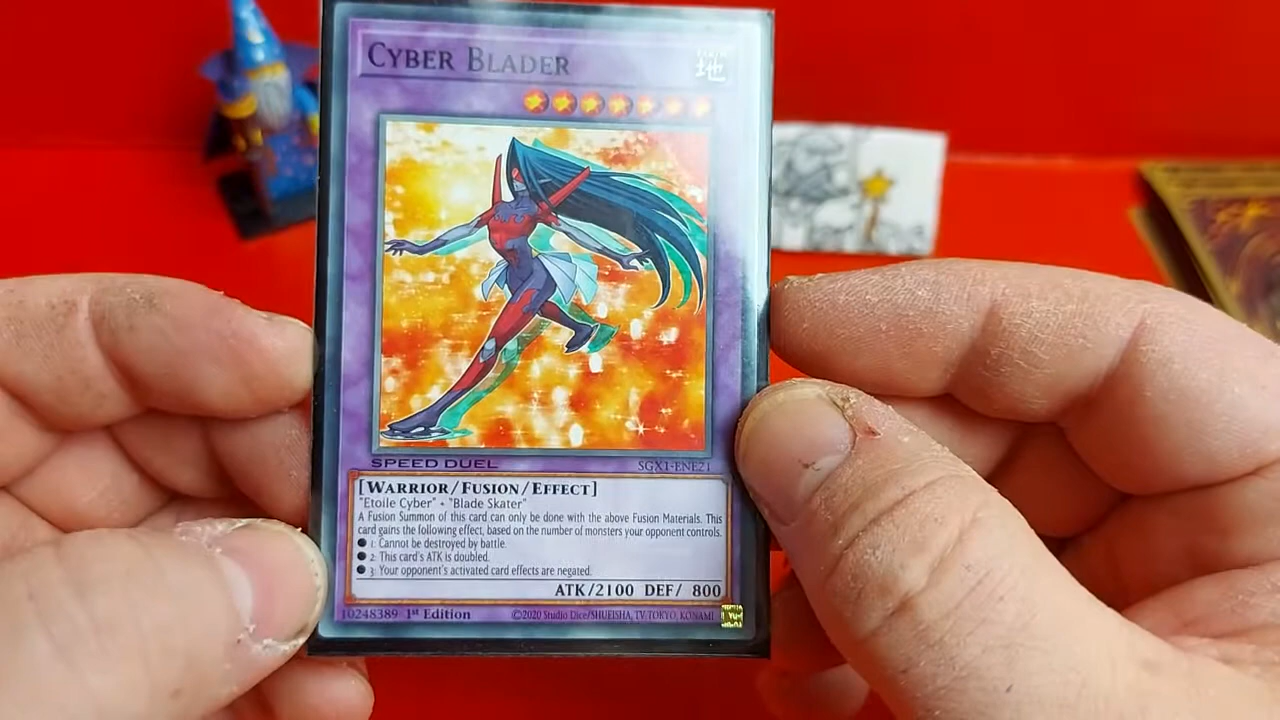 CYBER BLADER
地
SPEED DUEL
SGX1-ENE21
[WARRIOR/FUSION/EFFECT]
"Etoile Cyber" + "Blade Skater"
A Fusion Summon of this card can only be done with the above Fusion Materials. This
card gains the following effect, based on the number of monsters your opponent controls.
● 1: Cannot be destroyed by battle.
● 2: This card's ATK is doubled.
● 3: Your opponent's activated card effects are negated.
ATK/2100 DEF/ 800
10248389 1st Edition
©2020 Studio Dice/SHUEISHA, TV TOKYO, KONAMI